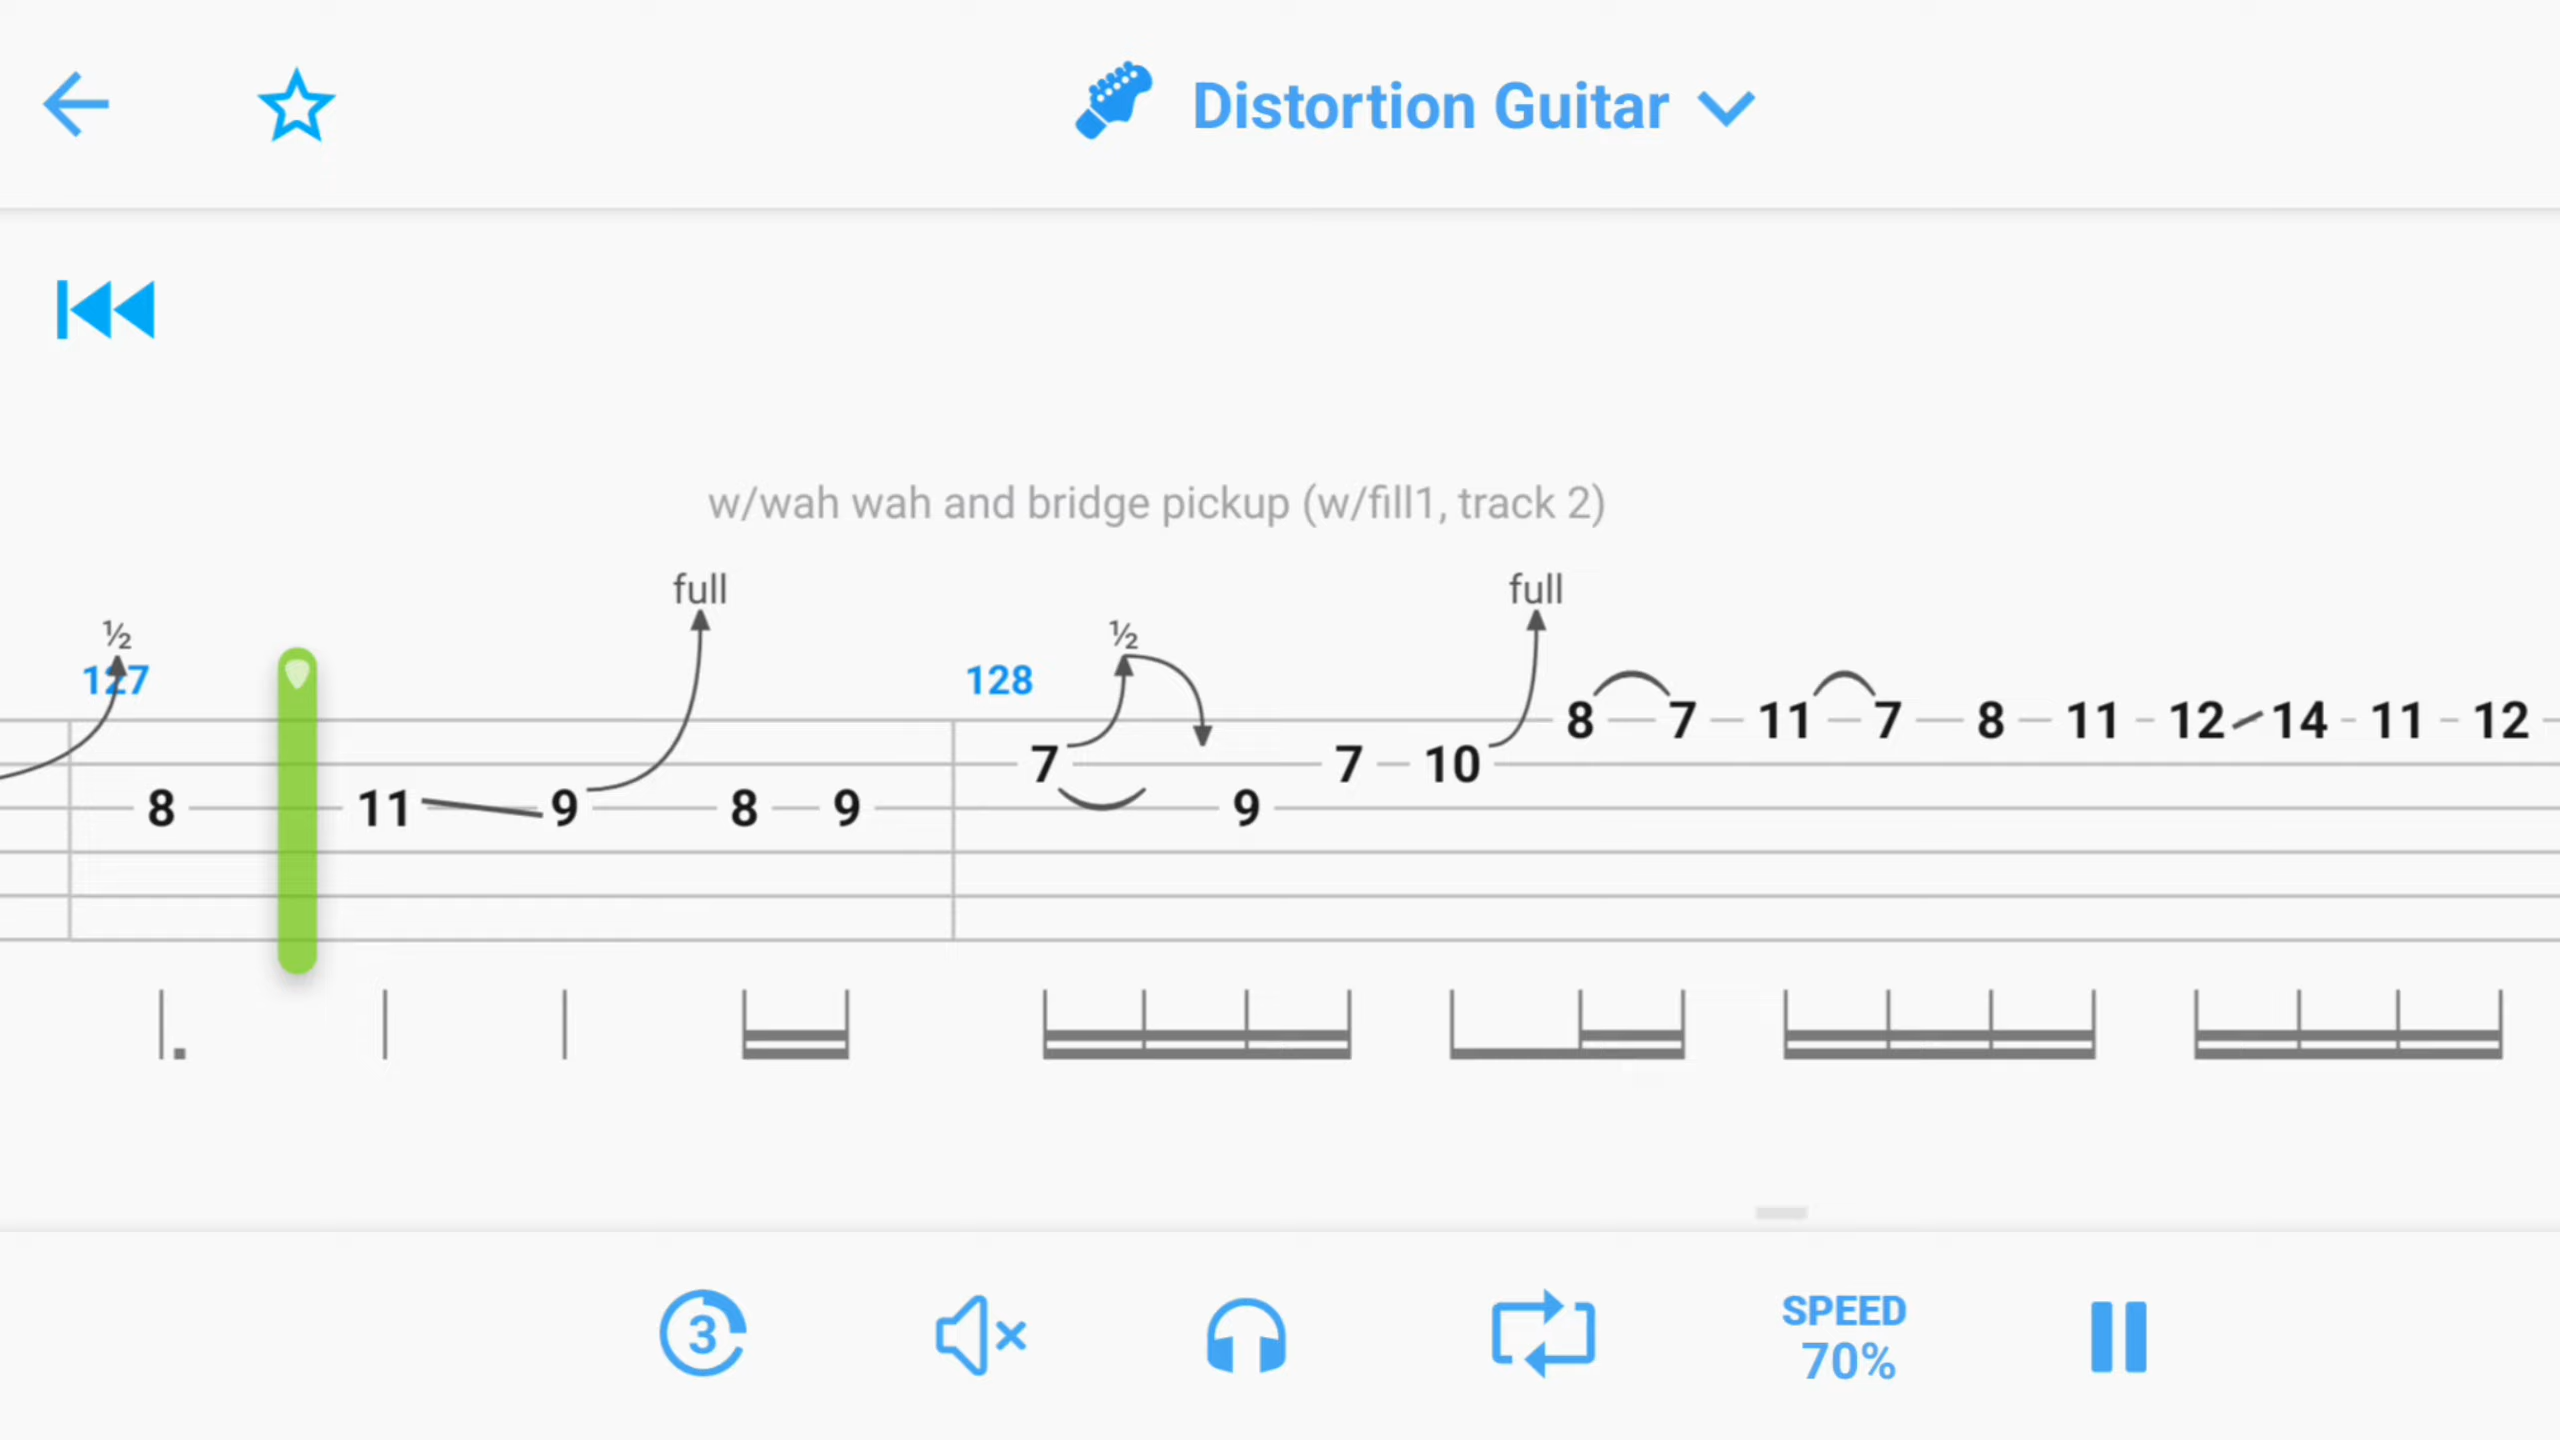 Distortion Guitar
w/wah wah and bridge pickup (w/fill1, track 2)
full full
½ ½
127 128
8 7 11 7 8 11 12 14 11 12
7 7 10
8 11 9 8 9 9
3
SPEED
70%